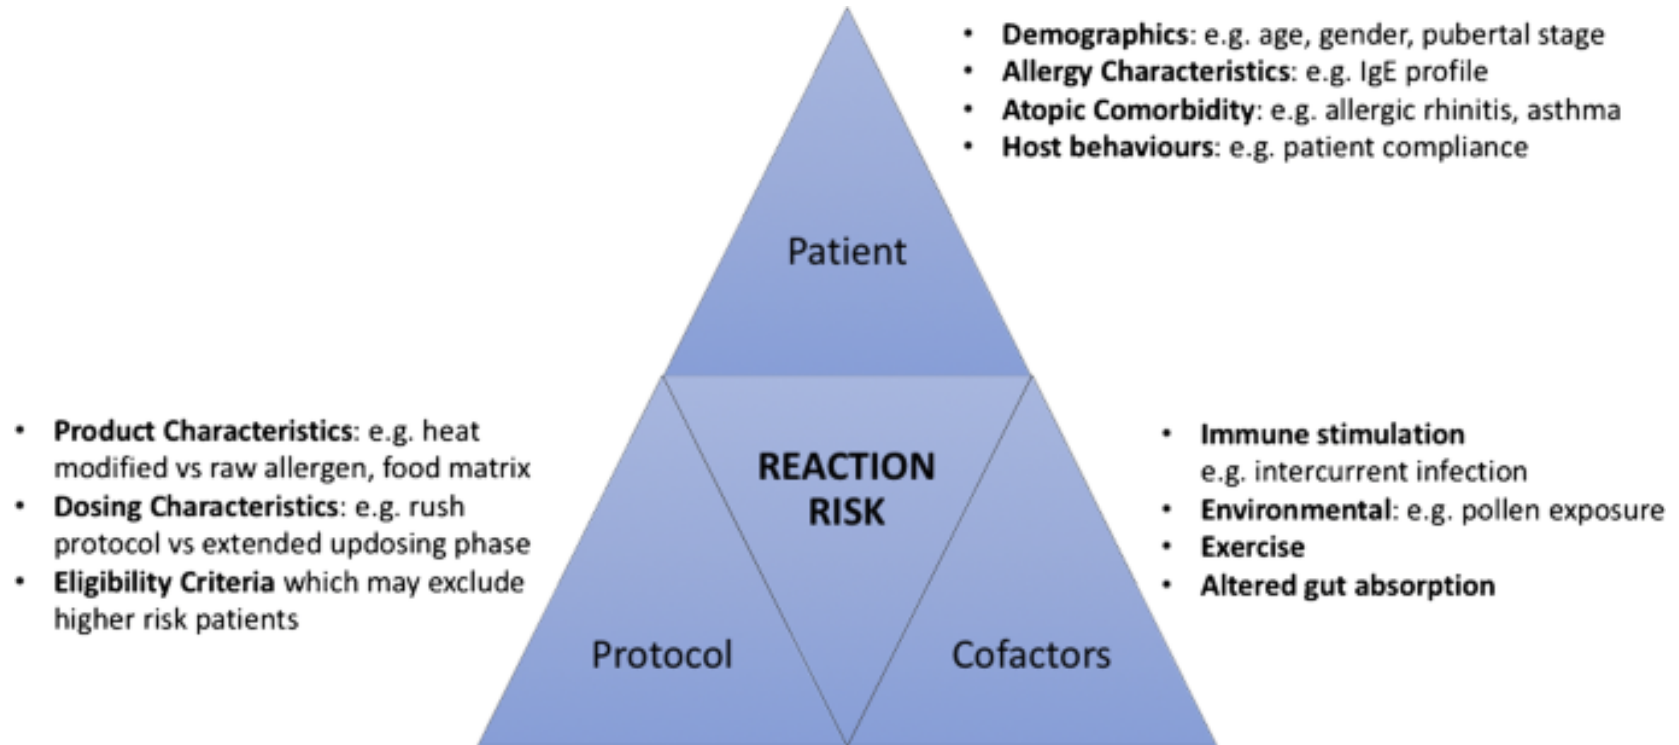 • Demographics: e.g. age, gender, pubertal stage
• Allergy Characteristics: e.g. IgE profile
• Atopic Comorbidity: e.g. allergic rhinitis, asthma
• Host behaviours: e.g. patient compliance
Patient
• Product Characteristics: e.g. heat
modified vs raw allergen, food matrix
• Dosing Characteristics: e.g. rush
protocol vs extended updosing phase
• Eligibility Criteria which may exclude
higher risk patients
REACTION
RISK
• Immune stimulation
e.g. intercurrent infection
• Environmental: e.g. pollen exposure
• Exercise
• Altered gut absorption
Protocol
Cofactors